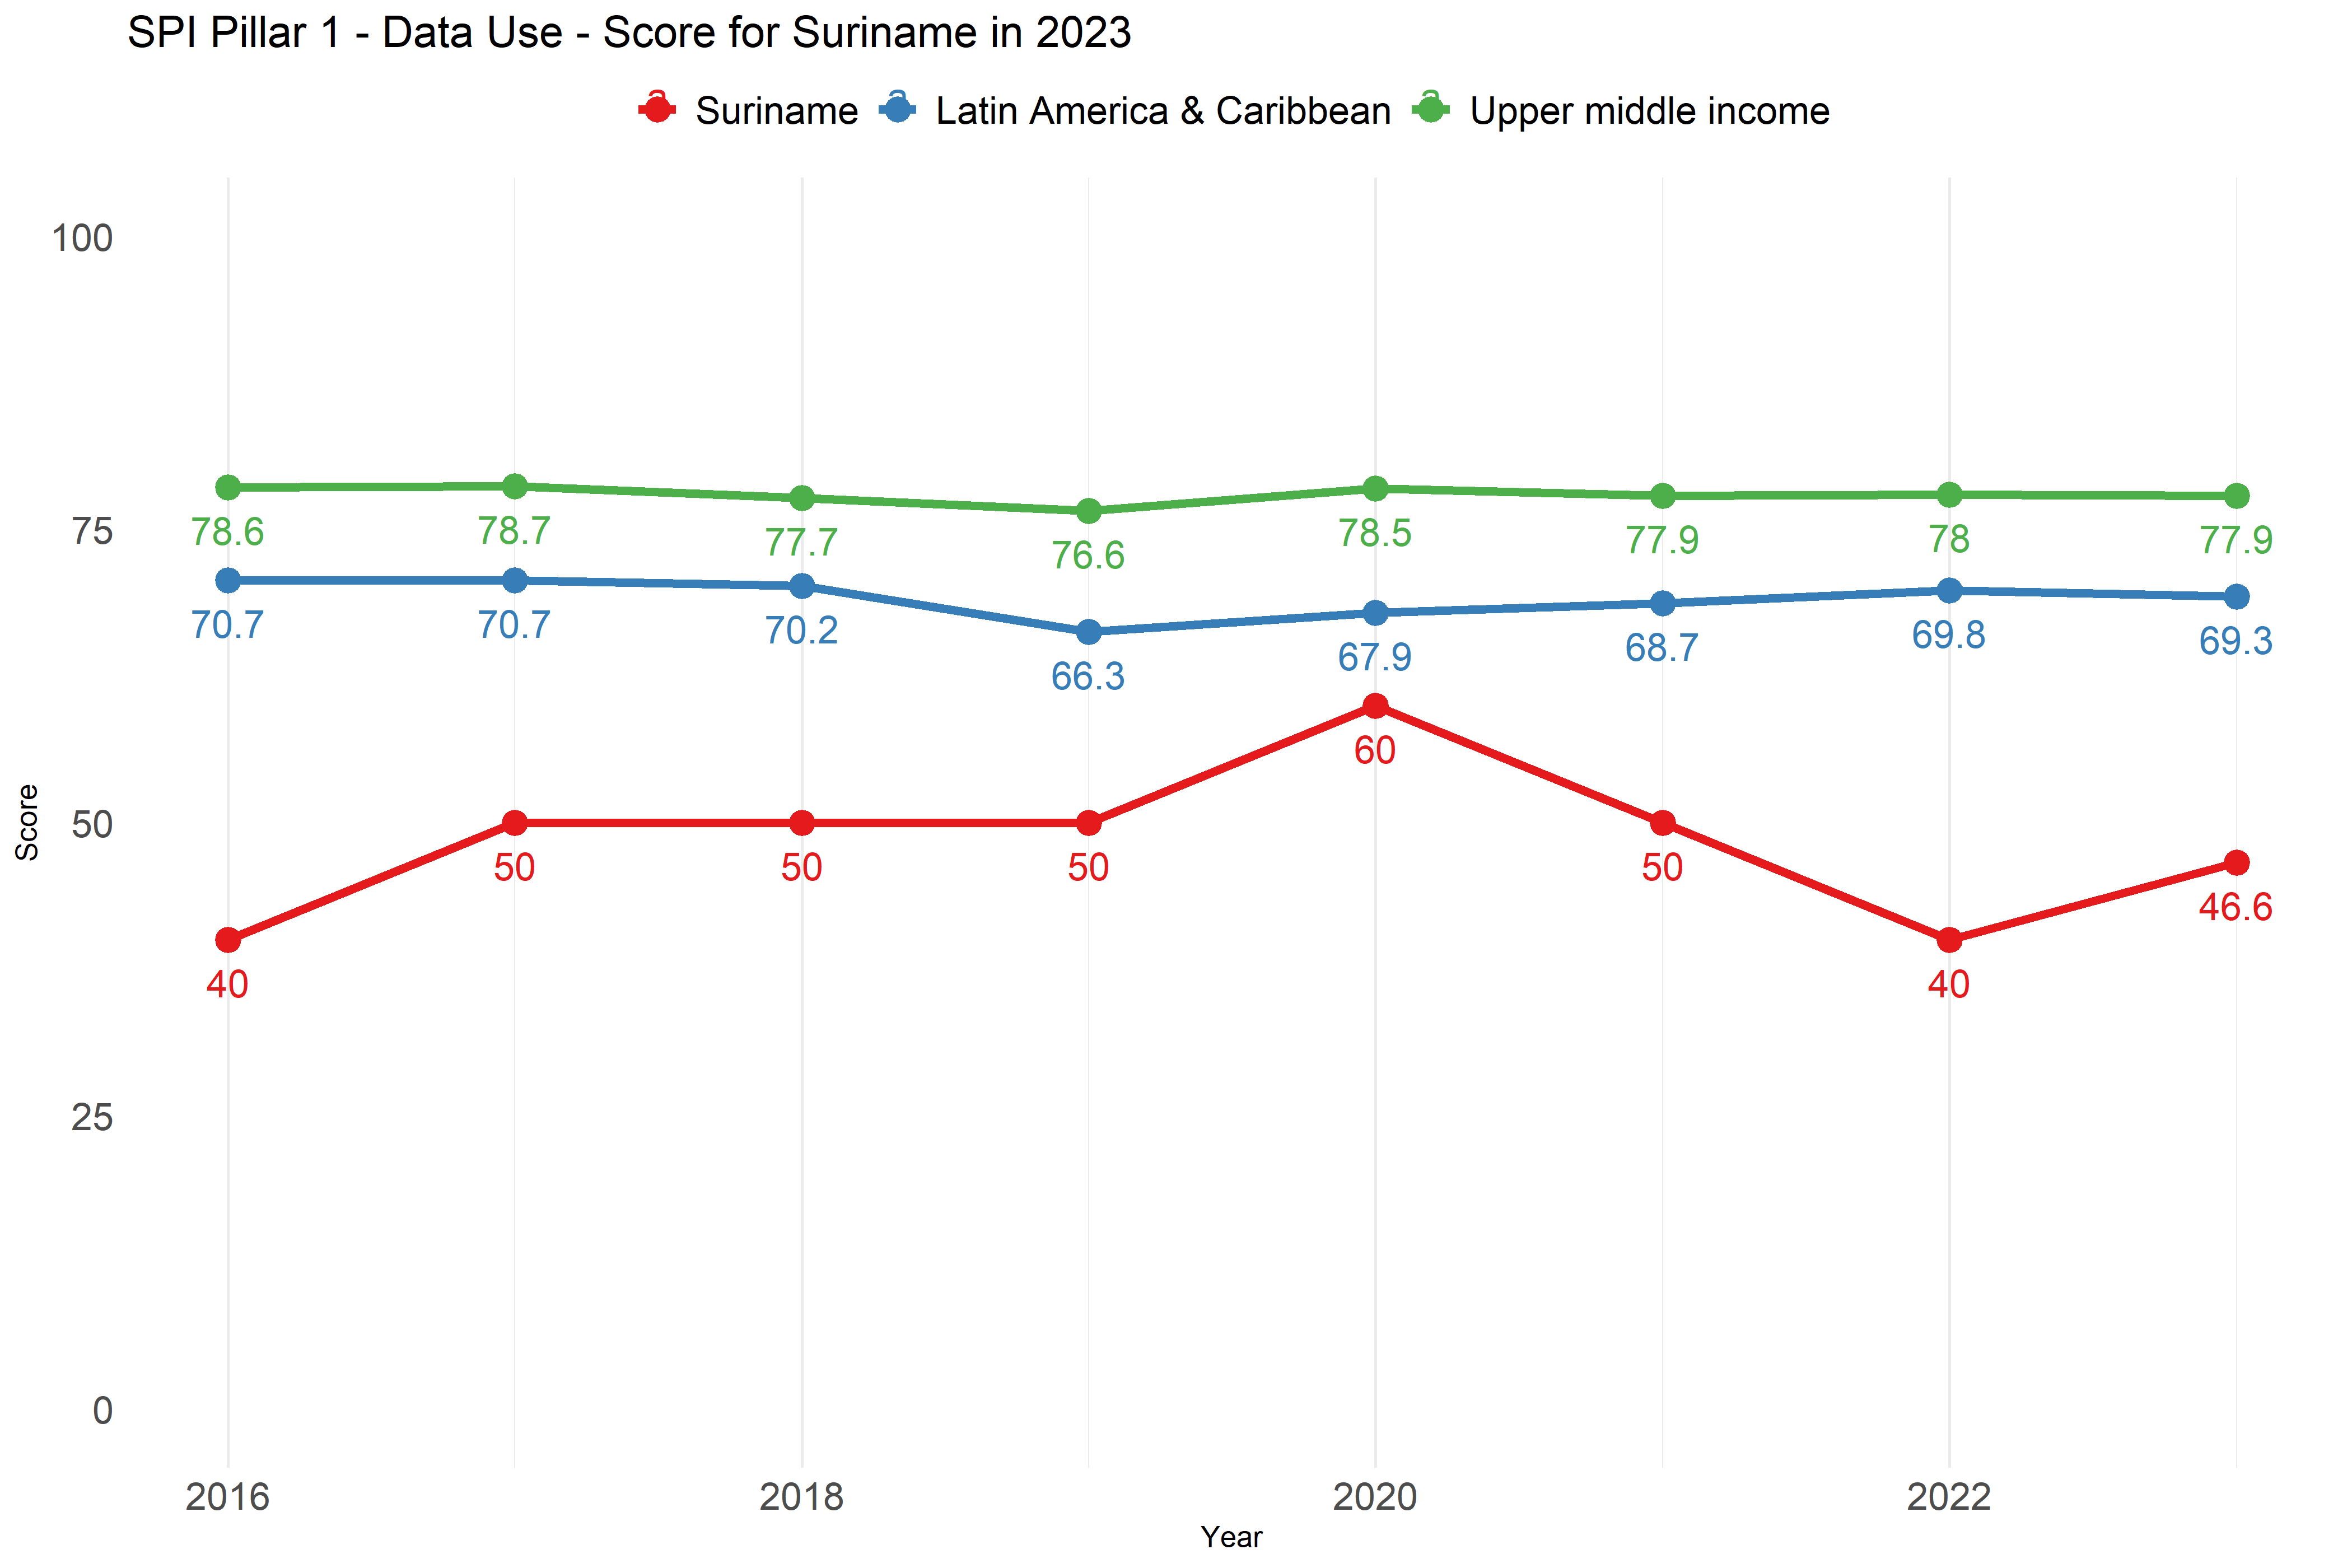 SPI Pillar 1 - Data Use - Score for Suriname in 2023
a Suriname a Latin America & Caribbean a Upper middle income
100
75
50
25
0
Score
78.6 78.7 77.7 76.6 78.5 77.9 78 77.9
70.7 70.7 70.2 66.3 67.9 68.7 69.8 69.3
40 50 50 50 60 50 40 46.6
2016 2018 2020 2022
Year